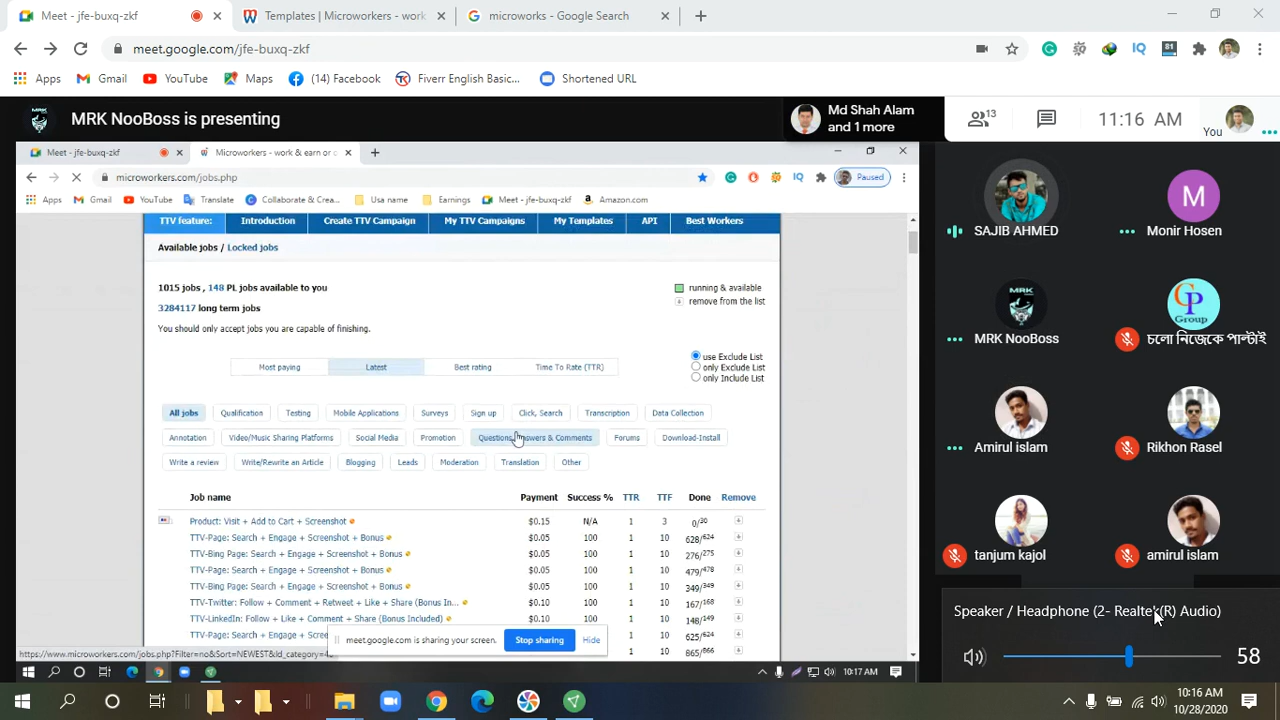 Meet - jfe-buxq-zkf
Templates | Microworkers - work
microworks - Google Search
meet.google.com/jfe-buxq-zkf
Apps Gmail YouTube Maps (14) Facebook Fiverr English Basic... Shortened URL
MRK NooBoss is presenting
Md Shah Alam
and 1 more
13
11:16 AM
You
Meet - jfe-buxq-zkf
Microworkers - work & earn or c
microworkers.com/jobs.php
Paused
Apps Gmail YouTube Translate Collaborate & Crea... Usa name Earnings Meet - jfe-buxq-zkf Amazon.com
TTV feature: Introduction Create TTV Campaign My TTV Campaigns My Templates API Best Workers
Available jobs / Locked jobs
1015 jobs , 148 PL jobs available to you
running & available
3284117 long term jobs
remove from the list
You should only accept jobs you are capable of finishing.
use Exclude List
Most paying Latest Best rating Time To Rate (TTR)
only Exclude List
only Include List
All jobs Qualification Testing Mobile Applications Surveys Sign up Click, Search Transcription Data Collection
Annotation Video/Music Sharing Platforms Social Media Promotion Questions, Answers & Comments Forums Download-Install
Write a review Write/Rewrite an Article Blogging Leads Moderation Translation Other
Job name Payment Success % TTR TTF Done Remove
Product: Visit + Add to Cart + Screenshot $0.15 N/A 1 3 0/30
TTV-Page: Search + Engage + Screenshot + Bonus $0.05 100 1 10 628/624
TTV-Bing Page: Search + Engage + Screenshot + Bonus $0.05 100 1 10 276/275
TTV-Page: Search + Engage + Screenshot + Bonus $0.05 100 1 10 479/478
TTV-Bing Page: Search + Engage + Screenshot + Bonus $0.05 100 1 10 349/349
TTV-Twitter: Follow + Comment + Retweet + Like + Share (Bonus In... $0.10 100 1 10 167/168
TTV-LinkedIn: Follow + Like + Comment + Share (Bonus Included) $0.10 100 1 10 148/149
TTV-Page: Search + Engage + Scree 100 1 10 625/624
1 10 865/866
meet.google.com is sharing your screen. Stop sharing Hide
https://www.microworkers.com/jobs.php?Filter=no&Sort=NEWEST&Id_category=4
10:17 AM
SAJIB AHMED
M
Monir Hosen
MRK
MRK NooBoss
Group
চলো নিজেকে পাল্টাই
Amirul islam
Rikhon Rasel
tanjum kajol
amirul islam
Speaker / Headphone (2- Realtek(R) Audio)
58
10:16 AM
10/28/2020